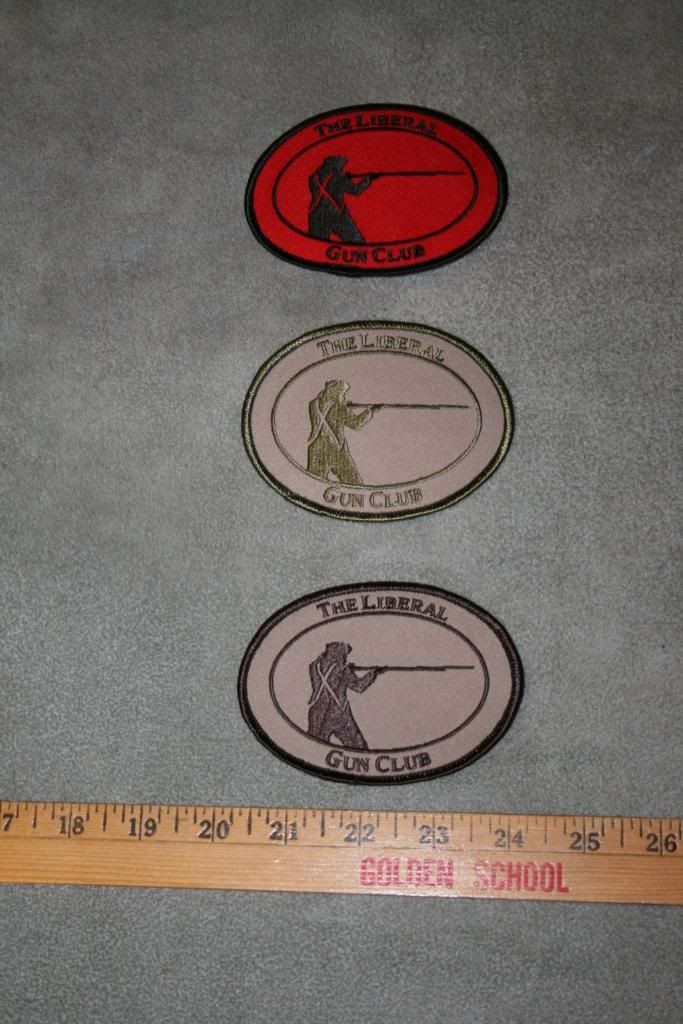 THE LIBERAL
GUN CLUB
THE LIBERAL
GUN CLUB
THE LIBERAL
GUN CLUB
7 18 19 20 21 22 23 24 25 26
GOLDEN SCHOOL